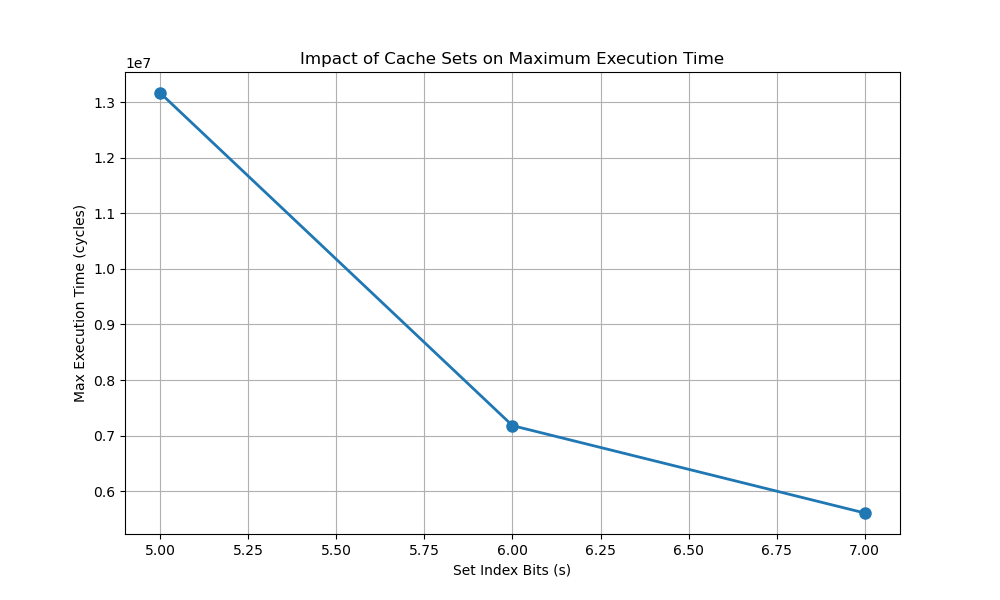 Impact of Cache Sets on Maximum Execution Time
1e7
1.3
1.2
1.1
1.0
0.9
0.8
0.7
0.6
Max Execution Time (cycles)
5.00 5.25 5.50 5.75 6.00 6.25 6.50 6.75 7.00
Set Index Bits (s)